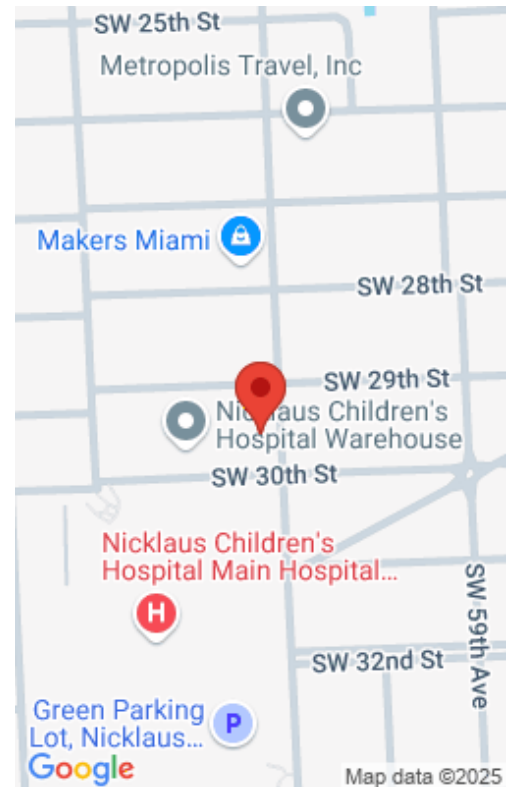 SW 25th St
Metropolis Travel, Inc
Makers Miami
SW 28th St
SW 29th St
Nicklaus Children's
Hospital Warehouse
SW 30th St
Nicklaus Children's
Hospital Main Hospital...
H
SW 59th Ave
SW 32nd St
Green Parking
Lot, Nicklaus...
P
Google
Map data ©2025